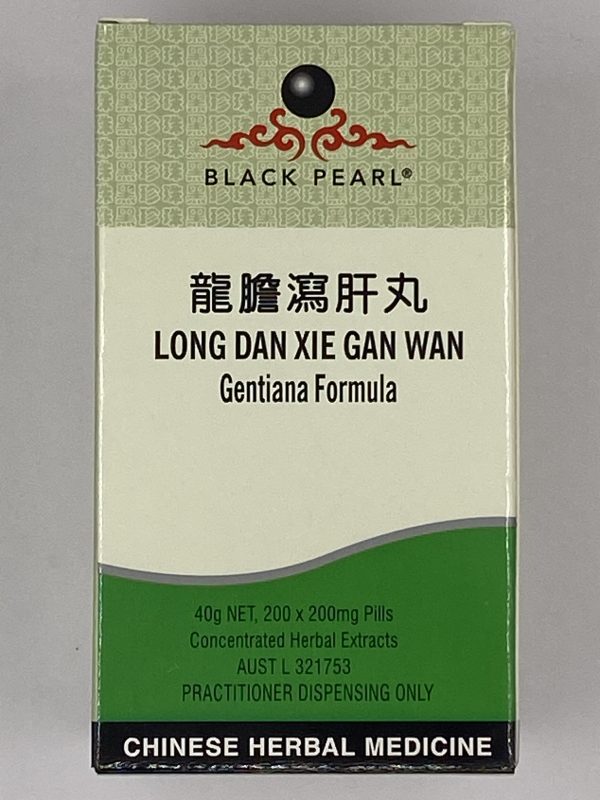 BLACK PEARL®
龍膽瀉肝丸
LONG DAN XIE GAN WAN
Gentiana Formula
40g NET, 200 x 200mg Pills
Concentrated Herbal Extracts
AUST L 321753
PRACTITIONER DISPENSING ONLY
CHINESE HERBAL MEDICINE